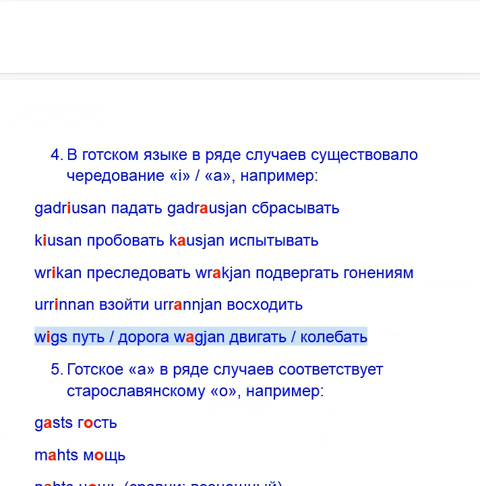 4. В готском языке в ряде случаев существовало
чередование «i» / «a», например:
gadriusan падать gadrausjan сбрасывать
kiusan пробовать kausjan испытывать
wrikan преследовать wrakjan подвергать гонениям
urrinnan взойти urrannjan восходить
wigs путь / дорога wagjan двигать / колебать
5. Готское «а» в ряде случаев соответствует
старославянскому «о», например:
gasts гость
mahts мощь